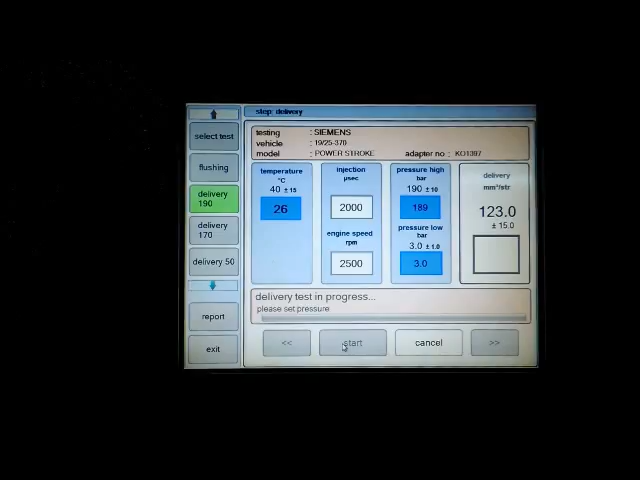 step: delivery
select test
flushing
delivery
190
delivery
170
delivery 50
report
exit
testing : SIEMENS
vehicle : 19/25-370
model : POWER STROKE adapter no : KO1397
temperature
°C
40 ± 15
26
injection
µsec
2000
engine speed
rpm
2500
pressure high
bar
190 ± 10
189
pressure low
bar
3.0 ± 1.0
3.0
delivery
mm³/str
123.0
± 15.0
delivery test in progress...
please set pressure
<<
start
cancel
>>